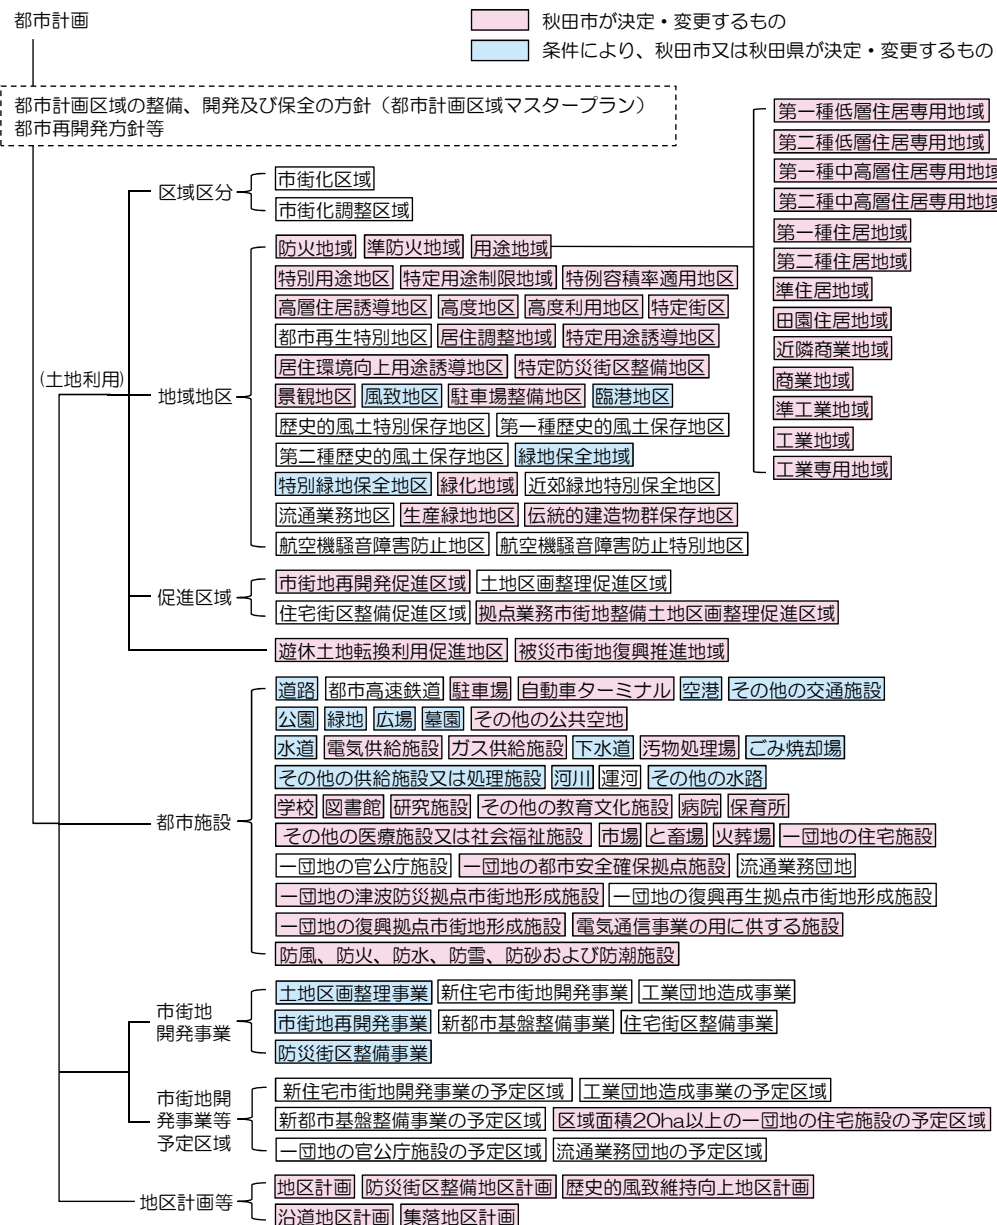 都市計画
秋田市が決定・変更するもの
条件により、秋田市又は秋田県が決定・変更するもの
都市計画区域の整備、開発及び保全の方針（都市計画区域マスタープラン）
都市再開発方針等
(土地利用)
区域区分
市街化区域
市街化調整区域
地域地区
防火地域 準防火地域 用途地域
特別用途地区 特定用途制限地域 特例容積率適用地区
高層住居誘導地区 高度地区 高度利用地区 特定街区
都市再生特別地区 居住調整地域 特定用途誘導地区
居住環境向上用途誘導地区 特定防災街区整備地区
景観地区 風致地区 駐車場整備地区 臨港地区
歴史的風土特別保存地区 第一種歴史的風土保存地区
第二種歴史的風土保存地区 緑地保全地域
特別緑地保全地区 緑化地域 近郊緑地特別保全地区
流通業務地区 生産緑地地区 伝統的建造物群保存地区
航空機騒音障害防止地区 航空機騒音障害防止特別地区
第一種低層住居専用地域
第二種低層住居専用地域
第一種中高層住居専用地域
第二種中高層住居専用地域
第一種住居地域
第二種住居地域
準住居地域
田園住居地域
近隣商業地域
商業地域
準工業地域
工業地域
工業専用地域
促進区域
市街地再開発促進区域 土地区画整理促進区域
住宅街区整備促進区域 拠点業務市街地整備土地区画整理促進区域
遊休土地転換利用促進地区 被災市街地復興推進地域
都市施設
道路 都市高速鉄道 駐車場 自動車ターミナル 空港 その他の交通施設
公園 緑地 広場 墓園 その他の公共空地
水道 電気供給施設 ガス供給施設 下水道 汚物処理場 ごみ焼却場
その他の供給施設又は処理施設 河川 運河 その他の水路
学校 図書館 研究施設 その他の教育文化施設 病院 保育所
その他の医療施設又は社会福祉施設 市場 と畜場 火葬場 一団地の住宅施設
一団地の官公庁施設 一団地の都市安全確保拠点施設 流通業務団地
一団地の津波防災拠点市街地形成施設 一団地の復興再生拠点市街地形成施設
一団地の復興拠点市街地形成施設 電気通信事業の用に供する施設
防風、防火、防水、防雪、防砂および防潮施設
市街地
開発事業
土地区画整理事業 新住宅市街地開発事業 工業団地造成事業
市街地再開発事業 新都市基盤整備事業 住宅街区整備事業
防災街区整備事業
市街地開
発事業等
予定区域
新住宅市街地開発事業の予定区域 工業団地造成事業の予定区域
新都市基盤整備事業の予定区域 区域面積20ha以上の一団地の住宅施設の予定区域
一団地の官公庁施設の予定区域 流通業務団地の予定区域
地区計画等
地区計画 防災街区整備地区計画 歴史的風致維持向上地区計画
沿道地区計画 集落地区計画